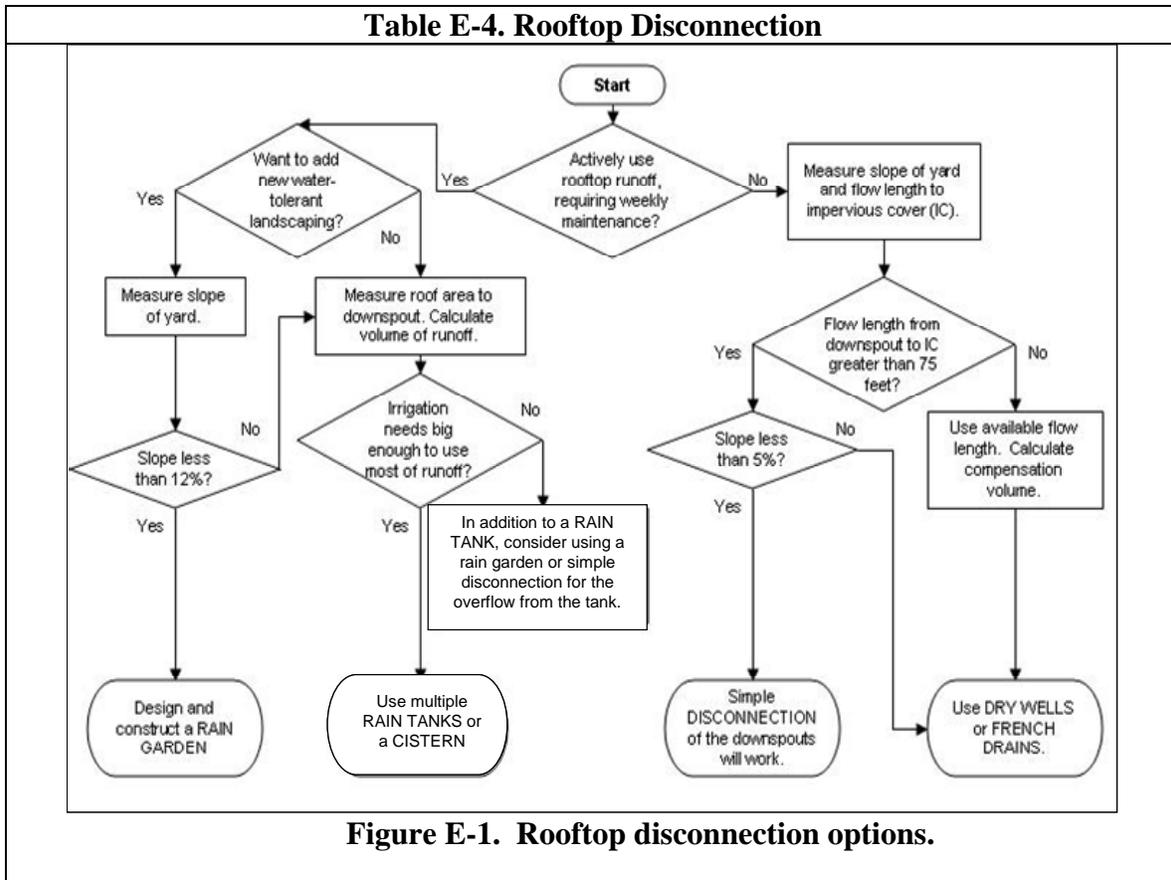 Table E-4. Rooftop Disconnection
Start
Want to add
new water-
tolerant
landscaping?
Yes
No
Actively use
rooftop runoff,
requiring weekly
maintenance?
Yes
No
Measure slope of yard
and flow length to
impervious cover (IC).
Measure slope
of yard.
Measure roof area to
downspout. Calculate
volume of runoff.
Flow length from
downspout to IC
greater than 75
feet?
Yes
No
Slope less
than 12%?
No
Yes
Irrigation
needs big
enough to use
most of runoff?
No
Yes
Slope less
than 5%?
No
Yes
Use available flow
length. Calculate
compensation
volume.
In addition to a RAIN
TANK, consider using a
rain garden or simple
disconnection for the
overflow from the tank.
Design and
construct a RAIN
GARDEN
Use multiple
RAIN TANKS or
a CISTERN
Simple
DISCONNECTION
of the downspouts
will work.
Use DRY WELLS
or FRENCH
DRAINS.
Figure E-1. Rooftop disconnection options.